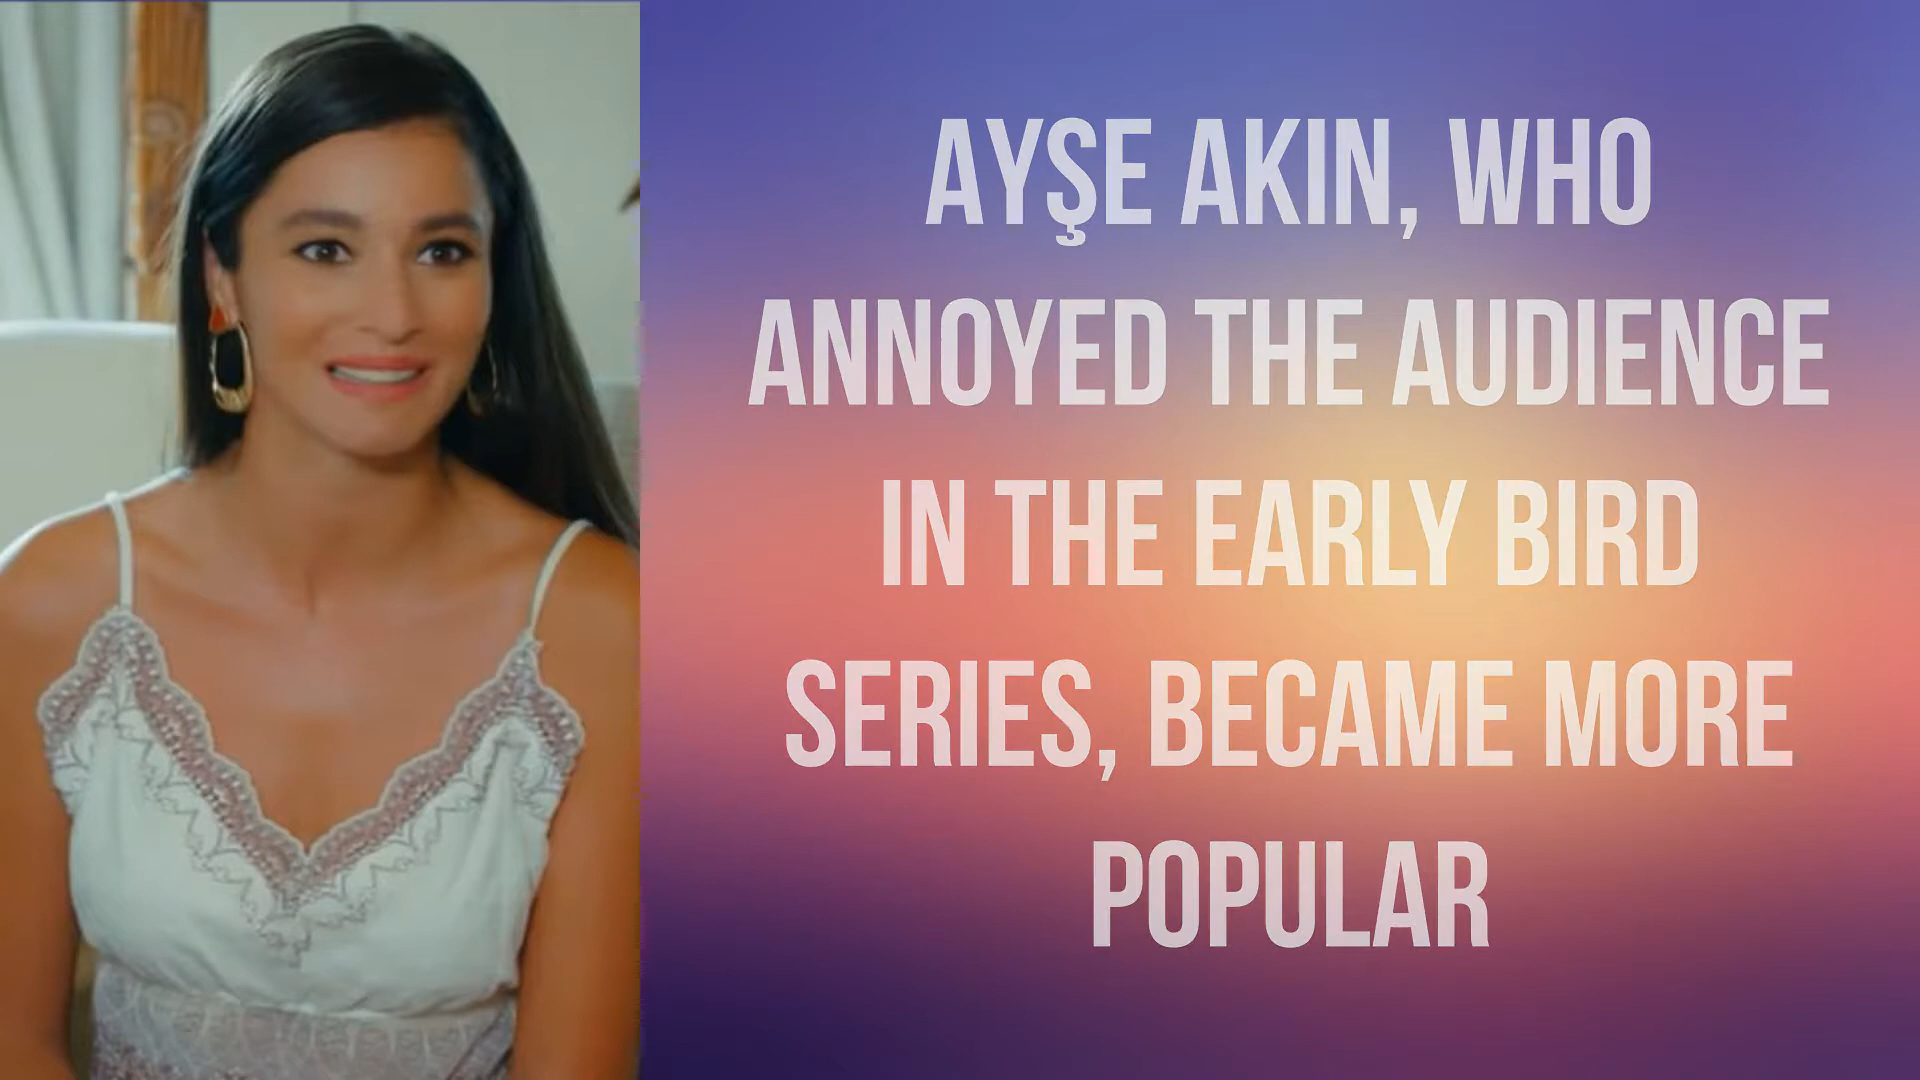 AYŞE AKIN, WHO
ANNOYED THE AUDIENCE
IN THE EARLY BIRD
SERIES, BECAME MORE
POPULAR